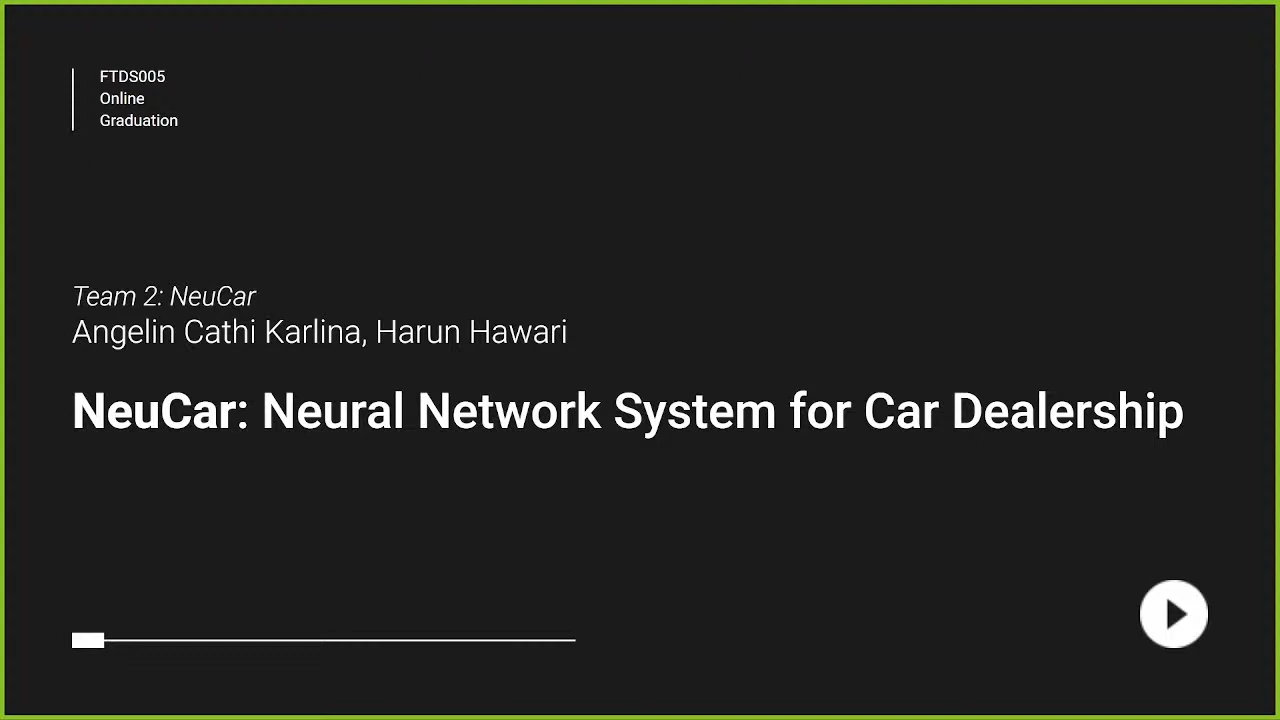 FTDS005
Online
Graduation
Team 2: NeuCar
Angelin Cathi Karlina, Harun Hawari
NeuCar: Neural Network System for Car Dealership